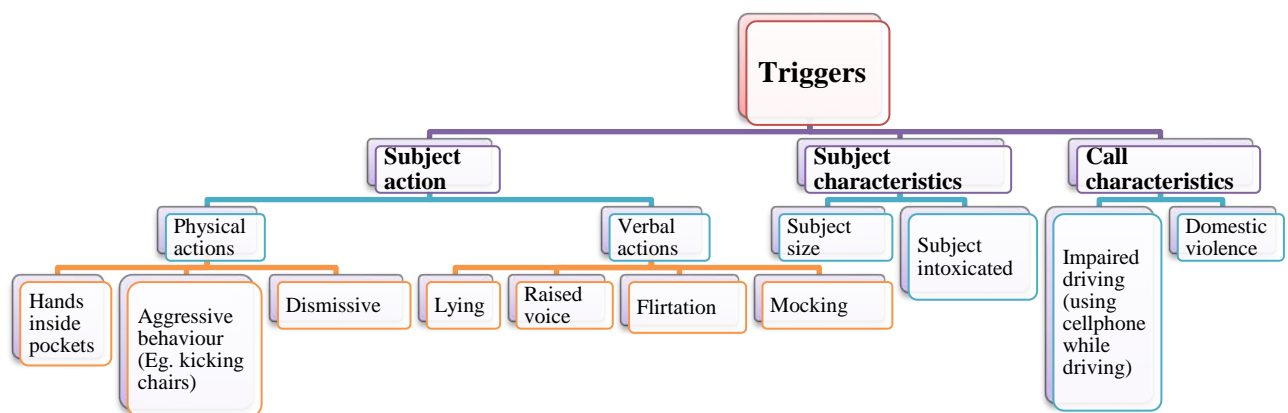 Triggers
Subject
action
Subject
characteristics
Call
characteristics
Physical
actions
Verbal
actions
Subject
size
Subject
intoxicated
Impaired
driving
(using
cellphone
while
driving)
Domestic
violence
Hands
inside
pockets
Aggressive
behaviour
(Eg. kicking
chairs)
Dismissive
Lying
Raised
voice
Flirtation
Mocking